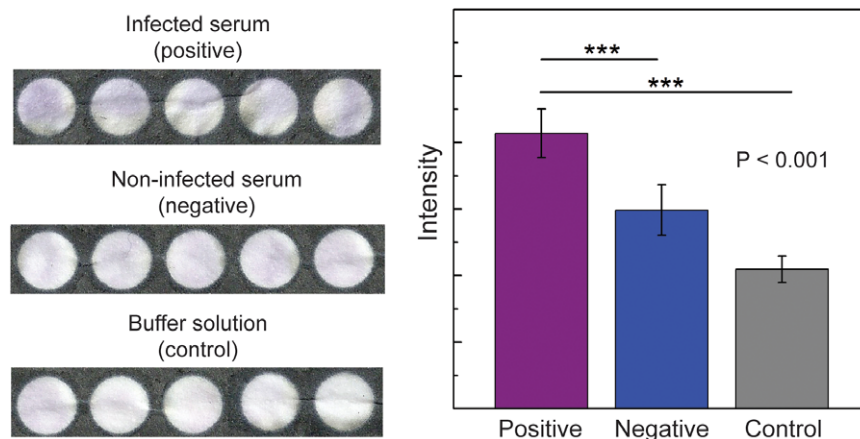 Infected serum
(positive)
Non-infected serum
(negative)
Buffer solution
(control)
Intensity
***
***
P < 0.001
Positive
Negative
Control